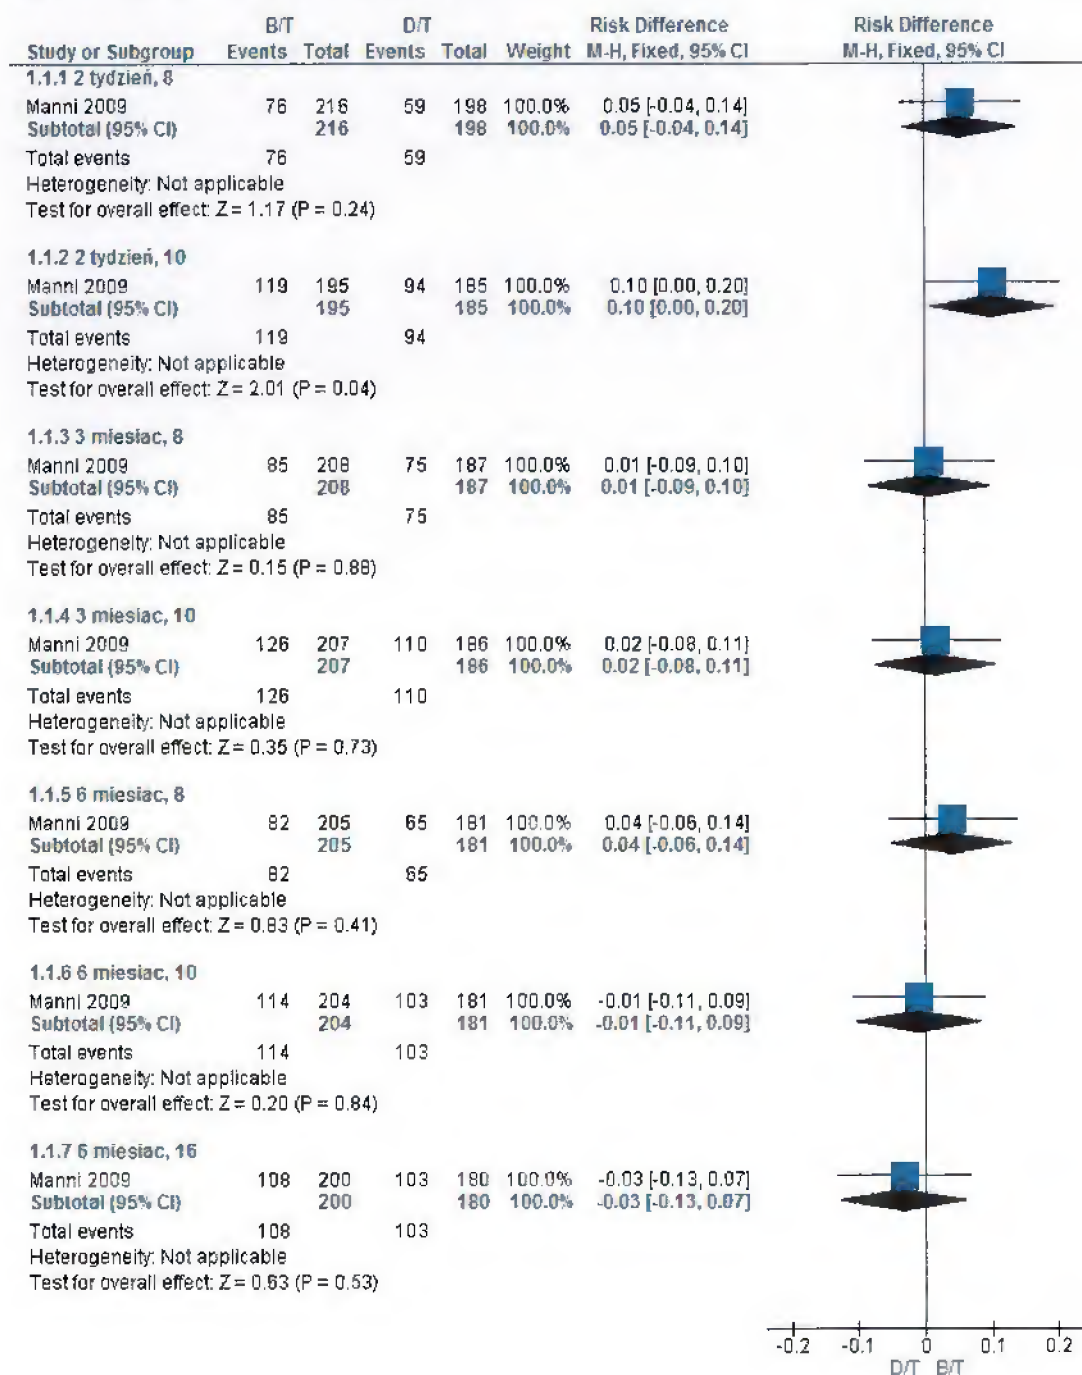 B/T D/T Risk Difference Risk Difference
Study or Subgroup Events Total Events Total Weight M-H, Fixed, 95% CI M-H, Fixed, 95% CI
1.1.1 2 tydzień, 8
Manni 2009 76 216 59 198 100.0% 0.05 [-0.04, 0.14]
Subtotal (95% CI) 216 198 100.0% 0.05 [-0.04, 0.14]
Total events 76 59
Heterogeneity: Not applicable
Test for overall effect: Z = 1.17 (P = 0.24)
1.1.2 2 tydzień, 10
Manni 2009 119 195 94 185 100.0% 0.10 [0.00, 0.20]
Subtotal (95% CI) 195 185 100.0% 0.10 [0.00, 0.20]
Total events 119 94
Heterogeneity: Not applicable
Test for overall effect: Z = 2.01 (P = 0.04)
1.1.3 3 miesiac, 8
Manni 2009 85 208 75 187 100.0% 0.01 [-0.09, 0.10]
Subtotal (95% CI) 208 187 100.0% 0.01 [-0.09, 0.10]
Total events 85 75
Heterogeneity: Not applicable
Test for overall effect: Z = 0.15 (P = 0.88)
1.1.4 3 miesiac, 10
Manni 2009 126 207 110 186 100.0% 0.02 [-0.08, 0.11]
Subtotal (95% CI) 207 186 100.0% 0.02 [-0.08, 0.11]
Total events 126 110
Heterogeneity: Not applicable
Test for overall effect: Z = 0.35 (P = 0.73)
1.1.5 6 miesiac, 8
Manni 2009 82 205 65 181 100.0% 0.04 [-0.06, 0.14]
Subtotal (95% CI) 205 181 100.0% 0.04 [-0.06, 0.14]
Total events 82 65
Heterogeneity: Not applicable
Test for overall effect: Z = 0.83 (P = 0.41)
1.1.6 6 miesiac, 10
Manni 2009 114 204 103 181 100.0% -0.01 [-0.11, 0.09]
Subtotal (95% CI) 204 181 100.0% -0.01 [-0.11, 0.09]
Total events 114 103
Heterogeneity: Not applicable
Test for overall effect: Z = 0.20 (P = 0.84)
1.1.7 6 miesiac, 16
Manni 2009 108 200 103 180 100.0% -0.03 [-0.13, 0.07]
Subtotal (95% CI) 200 180 100.0% -0.03 [-0.13, 0.07]
Total events 108 103
Heterogeneity: Not applicable
Test for overall effect: Z = 0.63 (P = 0.53)
-0.2 -0.1 0 0.1 0.2
D/T B/T